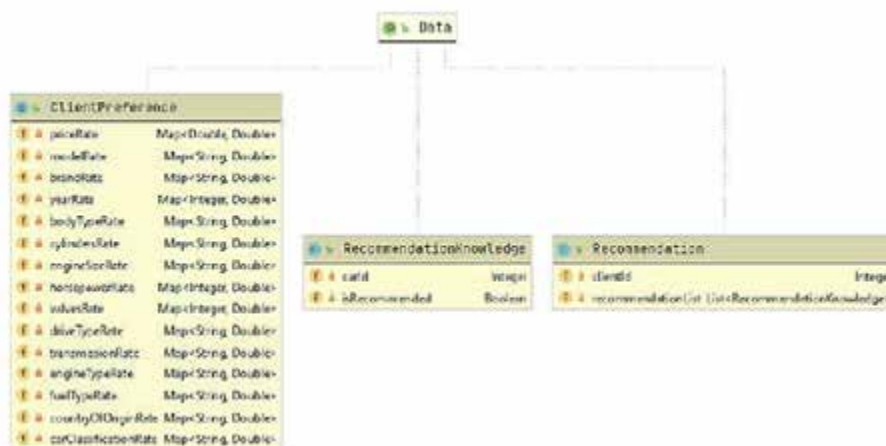 Data
ClientPreference
priceRate Map<Double, Double>
modelRate Map<String, Double>
brandRate Map<String, Double>
yearRate Map<Integer, Double>
bodyTypeRate Map<String, Double>
cylindersRate Map<String, Double>
engineSizeRate Map<String, Double>
horsepowerRate Map<Integer, Double>
valvesRate Map<Integer, Double>
driveTypeRate Map<String, Double>
transmissionRate Map<String, Double>
engineTypeRate Map<String, Double>
fuelTypeRate Map<String, Double>
countryOfOriginRate Map<String, Double>
carClassificationRate Map<String, Double>
RecommendationKnowledge
carId Integer
isRecommended Boolean
Recommendation
clientId Integer
recommendationList List<RecommendationKnowledge